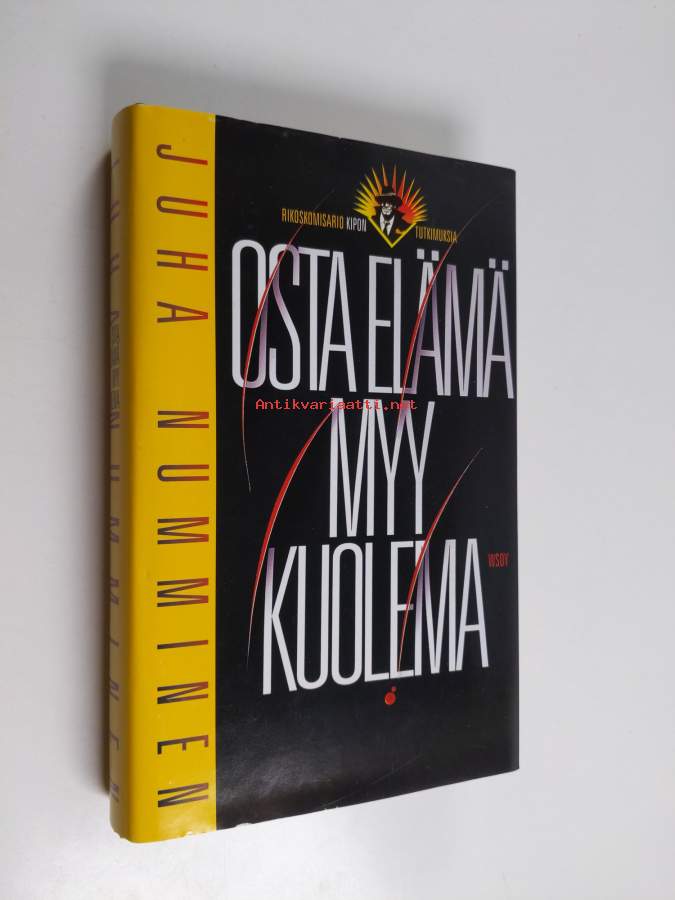 JUHA NUMMINEN
RIKOSKOMISARIO KIPON TUTKIMUKSIA
OSTA ELÄMÄ
MYY
KUOLEMA
WSOY
Antikvariaatti.net